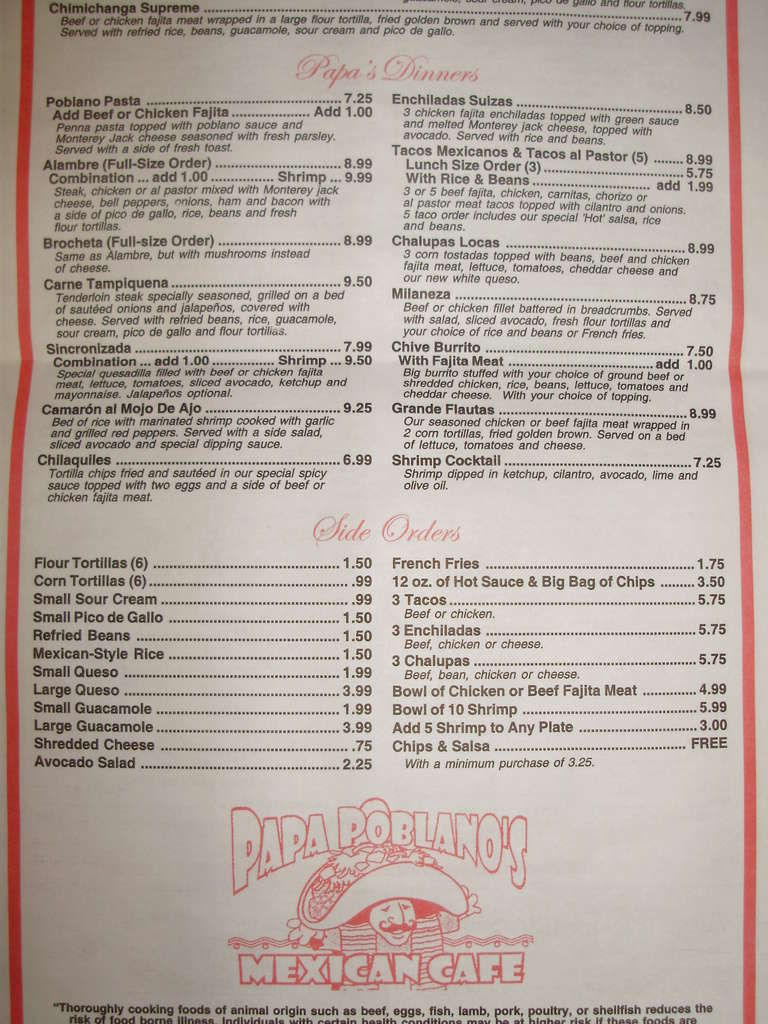 guacamole, sour cream, pico de gallo and flour tortillas.
Chimichanga Supreme ........ 7.99
Beef or chicken fajita meat wrapped in a large flour tortilla, fried golden brown and served with your choice of topping.
Served with refried rice, beans, guacamole, sour cream and pico de gallo.
Papa's Dinners
Poblano Pasta ........ 7.25
Add Beef or Chicken Fajita ........ Add 1.00
Penna pasta topped with poblano sauce and
Monterey Jack cheese seasoned with fresh parsley.
Served with a side of fresh toast.
Alambre (Full-Size Order) ........ 8.99
Combination ... add 1.00 ........ Shrimp ... 9.99
Steak, chicken or al pastor mixed with Monterey jack
cheese, bell peppers, onions, ham and bacon with
a side of pico de gallo, rice, beans and fresh
flour tortillas.
Brocheta (Full-size Order) ........ 8.99
Same as Alambre, but with mushrooms instead
of cheese.
Carne Tampiquena ........ 9.50
Tenderloin steak specially seasoned, grilled on a bed
of sautéed onions and jalapeños, covered with
cheese. Served with refried beans, rice, guacamole,
sour cream, pico de gallo and flour tortillas.
Sincronizada ........ 7.99
Combination ... add 1.00 ........ Shrimp ... 9.50
Special quesadilla filled with beef or chicken fajita
meat, lettuce, tomatoes, sliced avocado, ketchup and
mayonnaise. Jalapeños optional.
Camarón al Mojo De Ajo ........ 9.25
Bed of rice with marinated shrimp cooked with garlic
and grilled red peppers. Served with a side salad,
sliced avocado and special dipping sauce.
Chilaquiles ........ 6.99
Tortilla chips fried and sautéed in our special spicy
sauce topped with two eggs and a side of beef or
chicken fajita meat.
Enchiladas Suizas ........ 8.50
3 chicken fajita enchiladas topped with green sauce
and melted Monterey jack cheese, topped with
avocado. Served with rice and beans.
Tacos Mexicanos & Tacos al Pastor (5) ........ 8.99
Lunch Size Order (3) ........ 5.75
With Rice & Beans ........ add 1.99
3 or 5 beef fajita, chicken, carnitas, chorizo or
al pastor meat tacos topped with cilantro and onions.
5 taco order includes our special 'Hot' salsa, rice
and beans.
Chalupas Locas ........ 8.99
3 corn tostadas topped with beans, beef and chicken
fajita meat, lettuce, tomatoes, cheddar cheese and
our new white queso.
Milaneza ........ 8.75
Beef or chicken fillet battered in breadcrumbs. Served
with salad, sliced avocado, fresh flour tortillas and
your choice of rice and beans or French fries.
Chive Burrito ........ 7.50
With Fajita Meat ........ add 1.00
Big burrito stuffed with your choice of ground beef or
shredded chicken, rice, beans, lettuce, tomatoes and
cheddar cheese. With your choice of topping.
Grande Flautas ........ 8.99
Our seasoned chicken or beef fajita meat wrapped in
2 corn tortillas, fried golden brown. Served on a bed
of lettuce, tomatoes and cheese.
Shrimp Cocktail ........ 7.25
Shrimp dipped in ketchup, cilantro, avocado, lime and
olive oil.
Side Orders
Flour Tortillas (6) ........ 1.50
Corn Tortillas (6) ........ .99
Small Sour Cream ........ .99
Small Pico de Gallo ........ 1.50
Refried Beans ........ 1.50
Mexican-Style Rice ........ 1.50
Small Queso ........ 1.99
Large Queso ........ 3.99
Small Guacamole ........ 1.99
Large Guacamole ........ 3.99
Shredded Cheese ........ .75
Avocado Salad ........ 2.25
French Fries ........ 1.75
12 oz. of Hot Sauce & Big Bag of Chips ........ 3.50
3 Tacos ........ 5.75
Beef or chicken.
3 Enchiladas ........ 5.75
Beef, chicken or cheese.
3 Chalupas ........ 5.75
Beef, bean, chicken or cheese.
Bowl of Chicken or Beef Fajita Meat ........ 4.99
Bowl of 10 Shrimp ........ 5.99
Add 5 Shrimp to Any Plate ........ 3.00
Chips & Salsa ........ FREE
With a minimum purchase of 3.25.
PAPA POBLANO'S
MEXICAN CAFE
"Thoroughly cooking foods of animal origin such as beef, eggs, fish, lamb, pork, poultry, or shellfish reduces the
risk of food borne illness. Individuals with certain health conditions may be at higher risk if these foods are